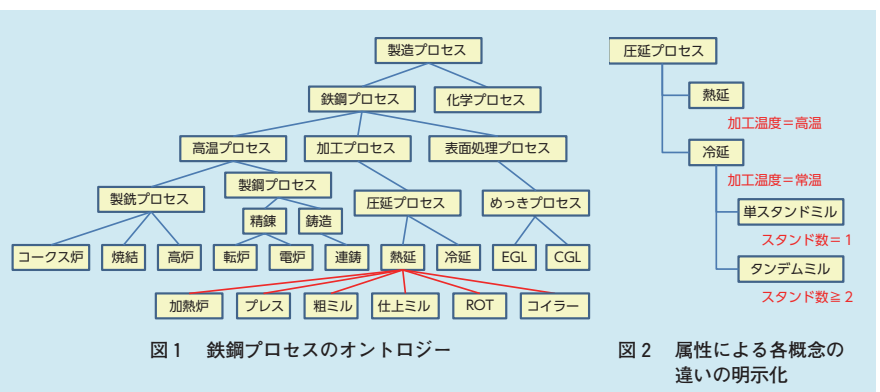 製造プロセス
鉄鋼プロセス
化学プロセス
高温プロセス
加工プロセス
表面処理プロセス
製銑プロセス
製鋼プロセス
圧延プロセス
めっきプロセス
精錬
鋳造
コークス炉
焼結
高炉
転炉
電炉
連鋳
熱延
冷延
EGL
CGL
加熱炉
プレス
粗ミル
仕上ミル
ROT
コイラー
図1 鉄鋼プロセスのオントロジー
圧延プロセス
熱延
加工温度=高温
冷延
加工温度=常温
単スタンドミル
スタンド数=1
タンデムミル
スタンド数≧2
図2 属性による各概念の
違いの明示化